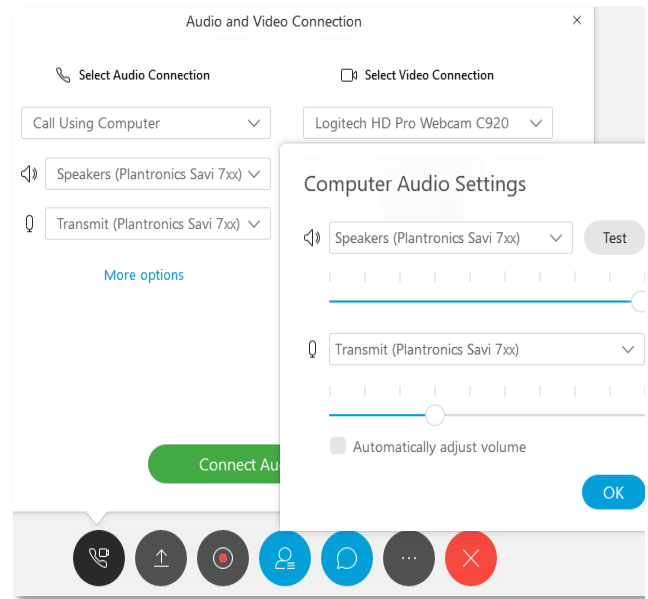 Audio and Video Connection
Select Audio Connection
Select Video Connection
Call Using Computer
Logitech HD Pro Webcam C920
Speakers (Plantronics Savi 7xx)
Transmit (Plantronics Savi 7xx)
More options
Connect Au
Computer Audio Settings
Speakers (Plantronics Savi 7xx)
Test
Transmit (Plantronics Savi 7xx)
Automatically adjust volume
OK